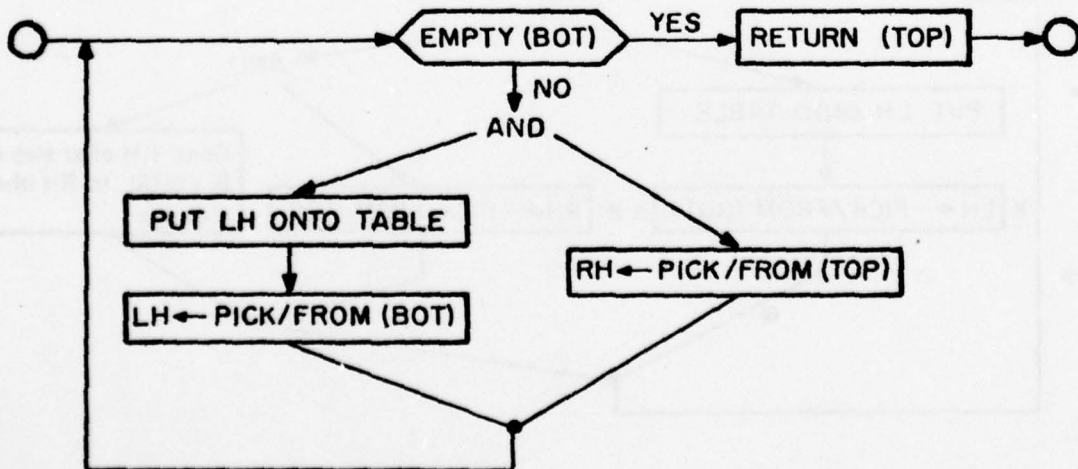 EMPTY (BOT)
YES
RETURN (TOP)
NO
AND
PUT LH ONTO TABLE
RH ← PICK/FROM (TOP)
LH ← PICK/FROM (BOT)